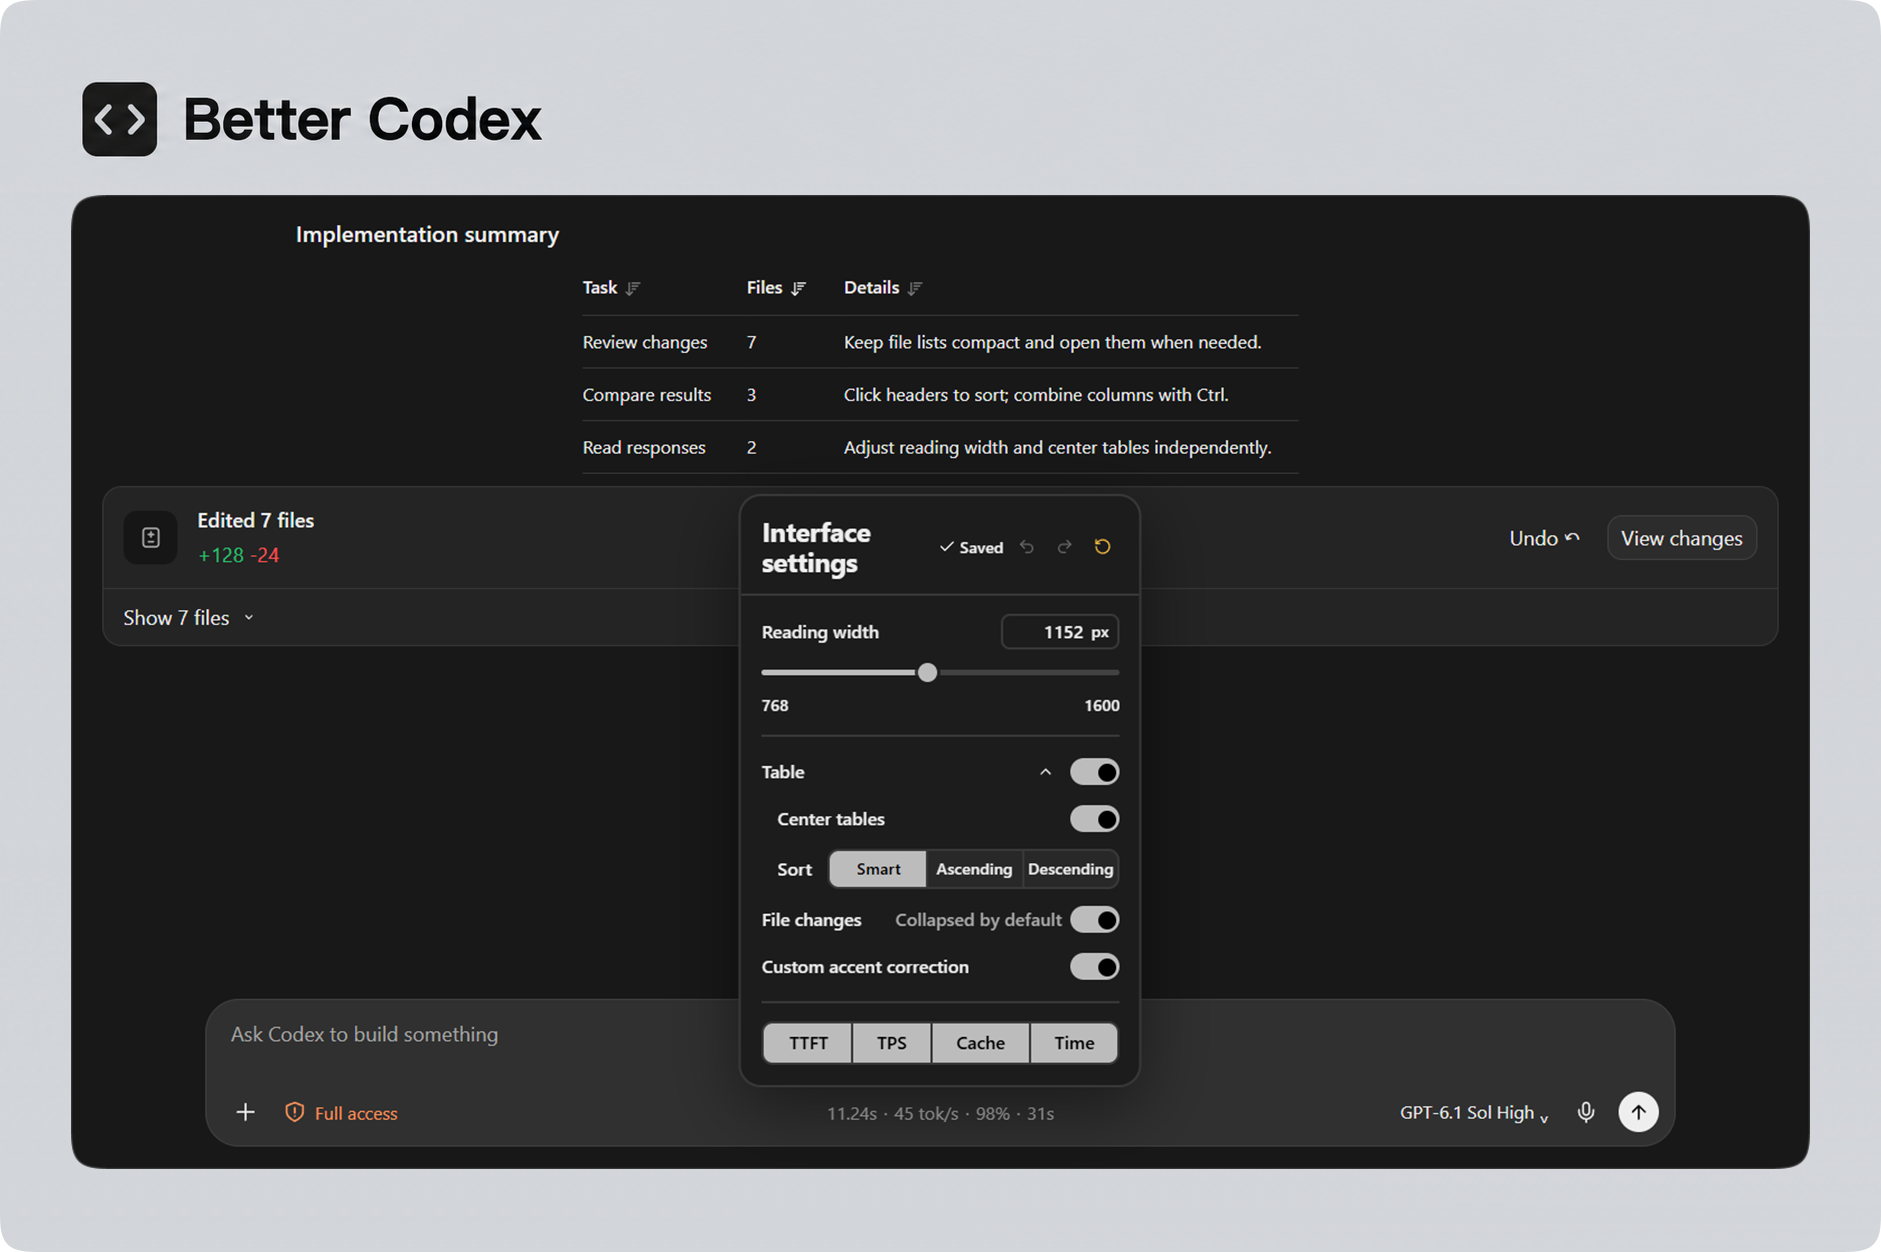 Better Codex
Implementation summary
Task Files Details
Review changes 7 Keep file lists compact and open them when needed.
Compare results 3 Click headers to sort; combine columns with Ctrl.
Read responses 2 Adjust reading width and center tables independently.
Edited 7 files
+128 -24
Undo View changes
Show 7 files
Interface
settings
Saved
Reading width 1152 px
768 1600
Table
Center tables
Sort Smart Ascending Descending
File changes Collapsed by default
Custom accent correction
TTFT TPS Cache Time
Ask Codex to build something
Full access 11.24s · 45 tok/s · 98% · 31s GPT-6.1 Sol High